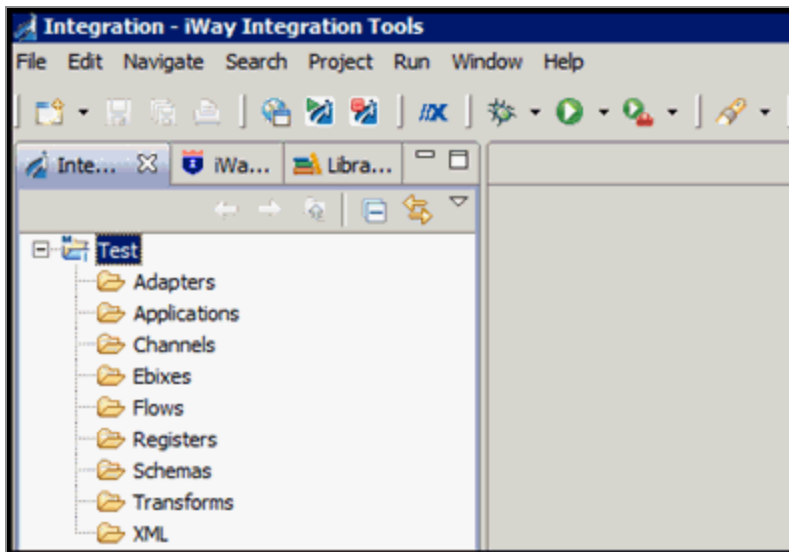 Integration - iWay Integration Tools
File Edit Navigate Search Project Run Window Help
Inte... iWa... Libra...
Test
Adapters
Applications
Channels
Ebixes
Flows
Registers
Schemas
Transforms
XML